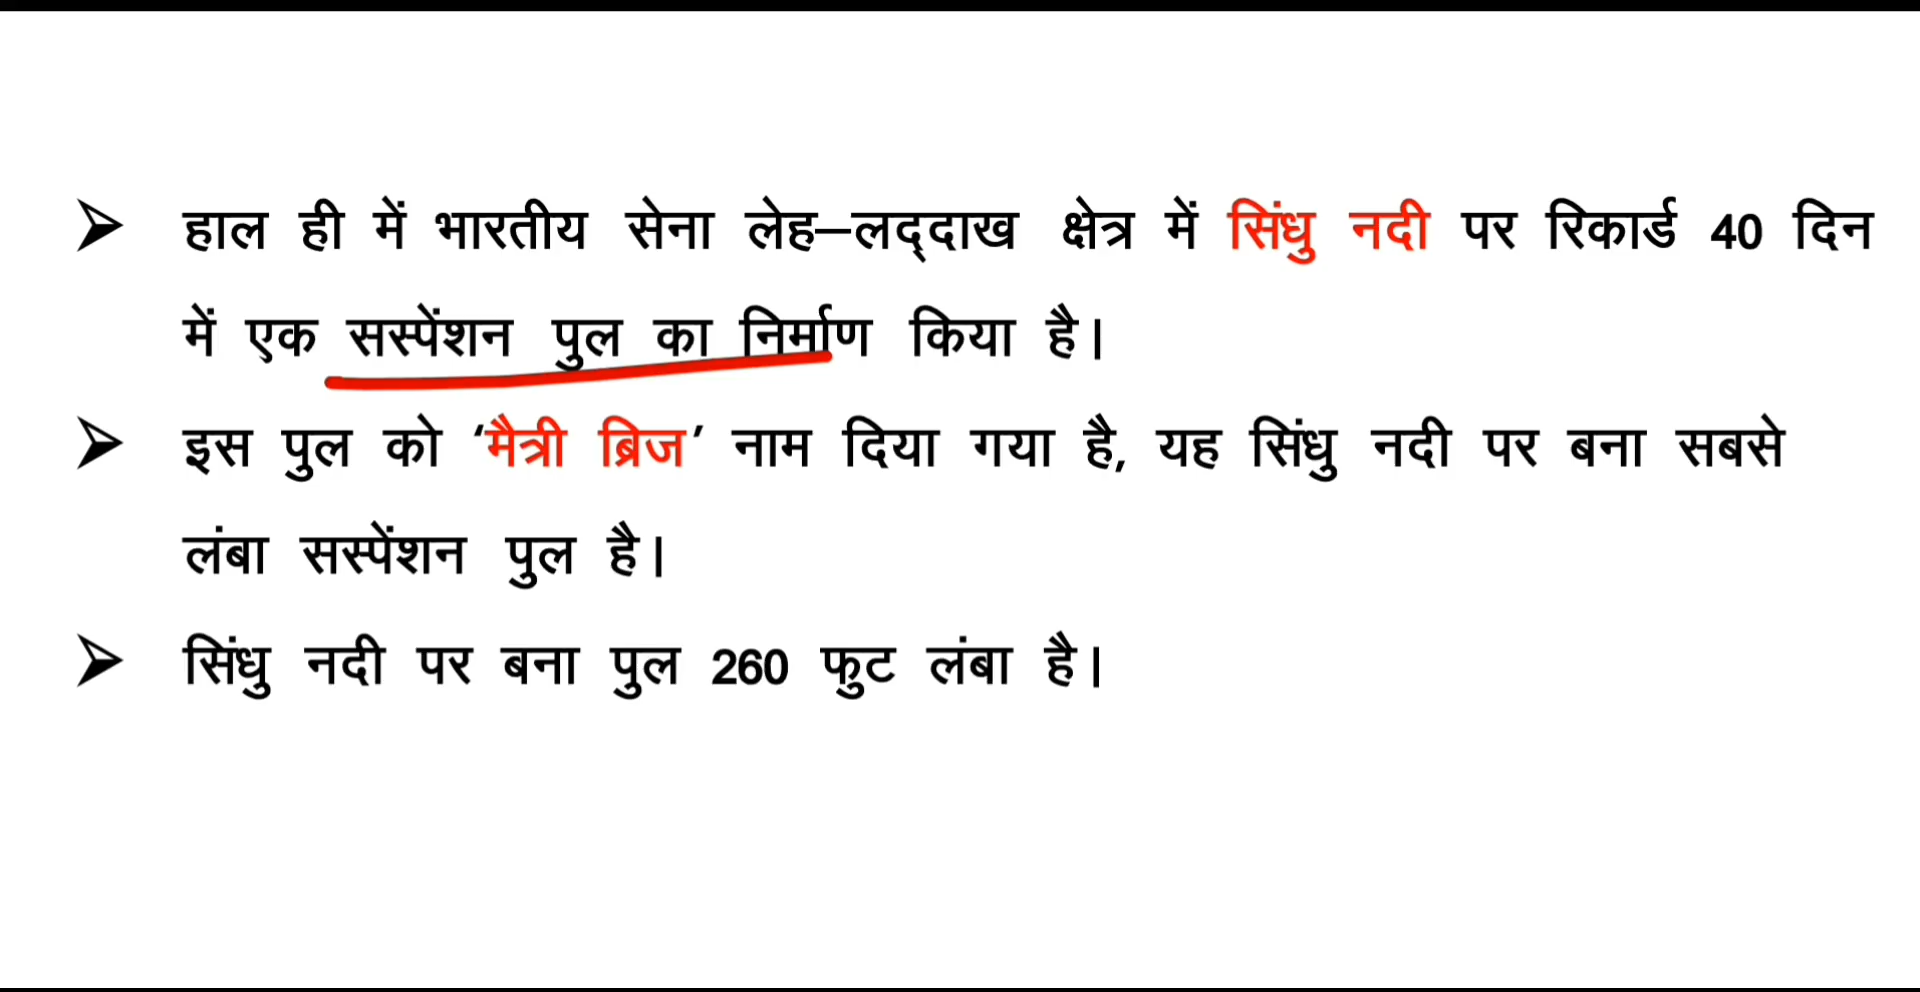 ➢ हाल ही में भारतीय सेना लेह–लद्दाख क्षेत्र में सिंधु नदी पर रिकार्ड 40 दिन
में एक सस्पेंशन पुल का निर्माण किया है।
➢ इस पुल को ‘मैत्री ब्रिज’ नाम दिया गया है, यह सिंधु नदी पर बना सबसे
लंबा सस्पेंशन पुल है।
➢ सिंधु नदी पर बना पुल 260 फुट लंबा है।